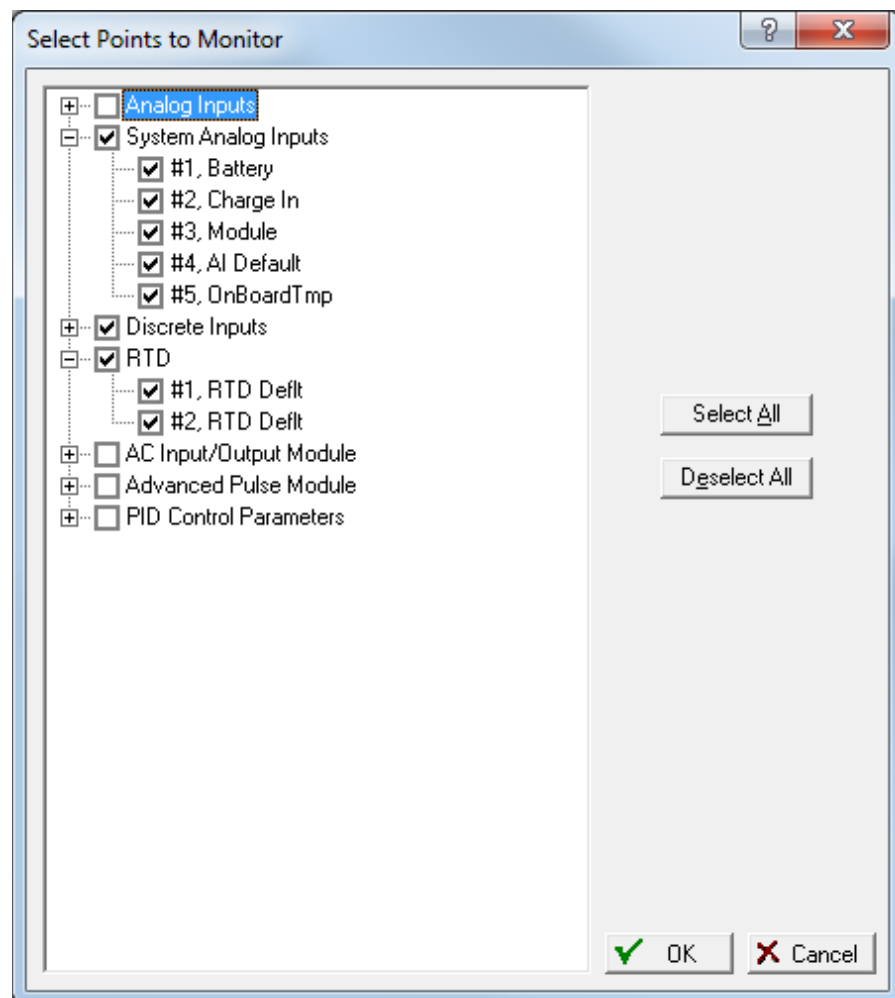 Select Points to Monitor
Analog Inputs
System Analog Inputs
#1, Battery
#2, Charge In
#3, Module
#4, AI Default
#5, OnBoardTmp
Discrete Inputs
RTD
#1, RTD Deflt
#2, RTD Deflt
AC Input/Output Module
Advanced Pulse Module
PID Control Parameters
Select All
Deselect All
OK
Cancel